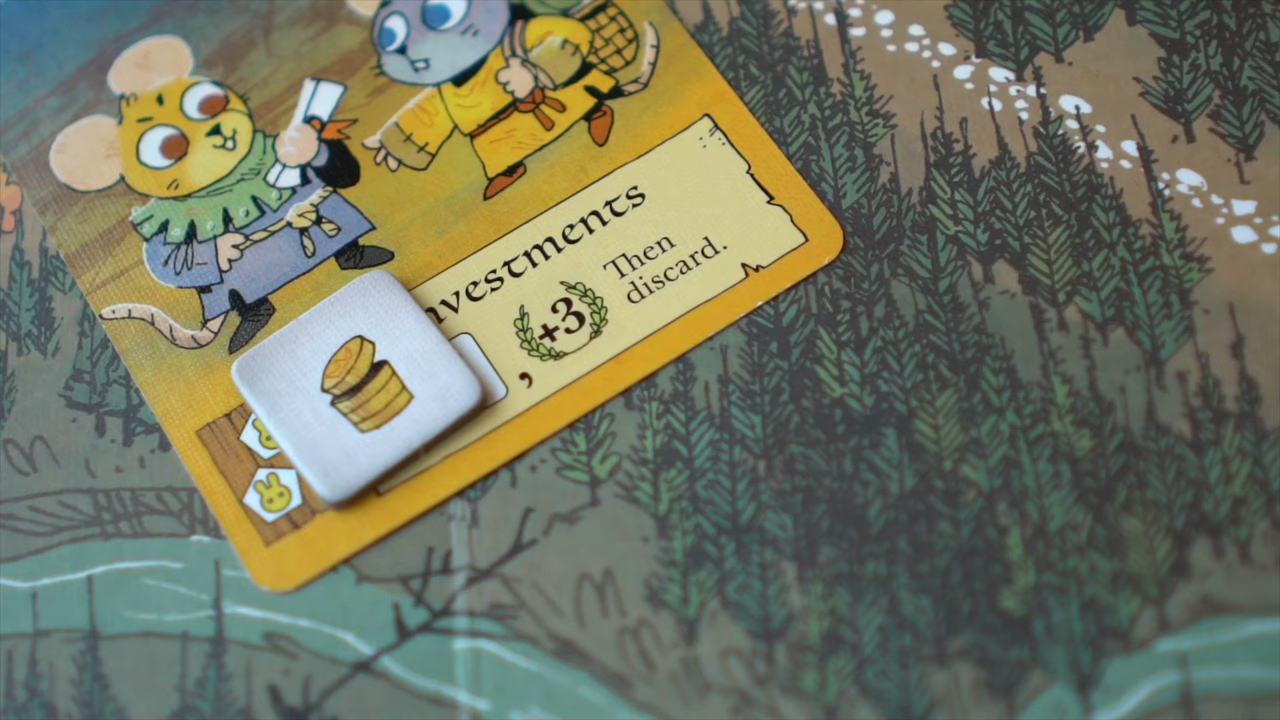 nvestments
, +3 Then
discard.